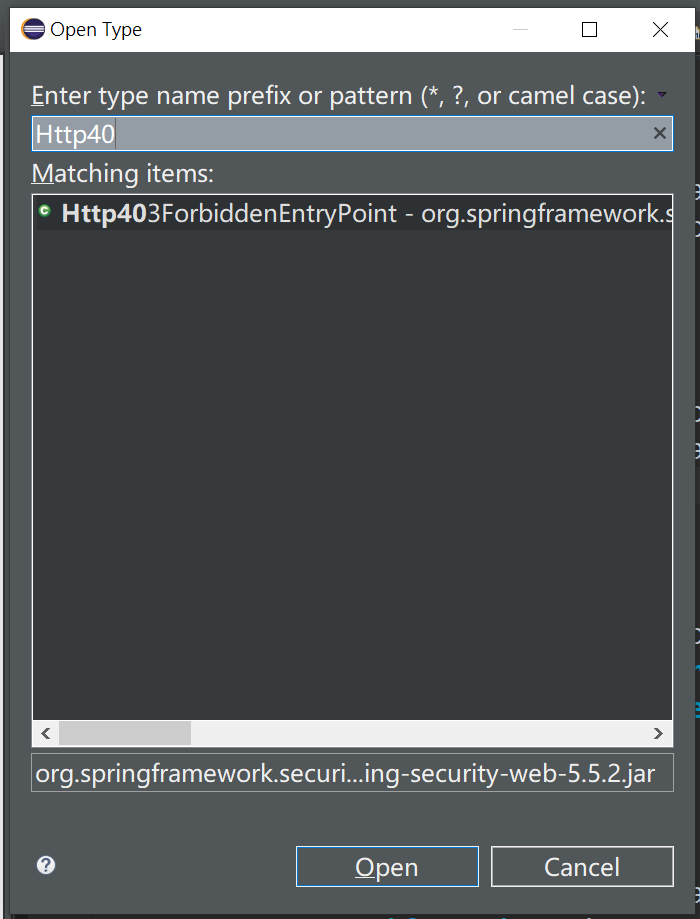 Open Type
Enter type name prefix or pattern (*, ?, or camel case):
Http40
Matching items:
Http403ForbiddenEntryPoint - org.springframework.s
org.springframework.securi...ing-security-web-5.5.2.jar
Open
Cancel